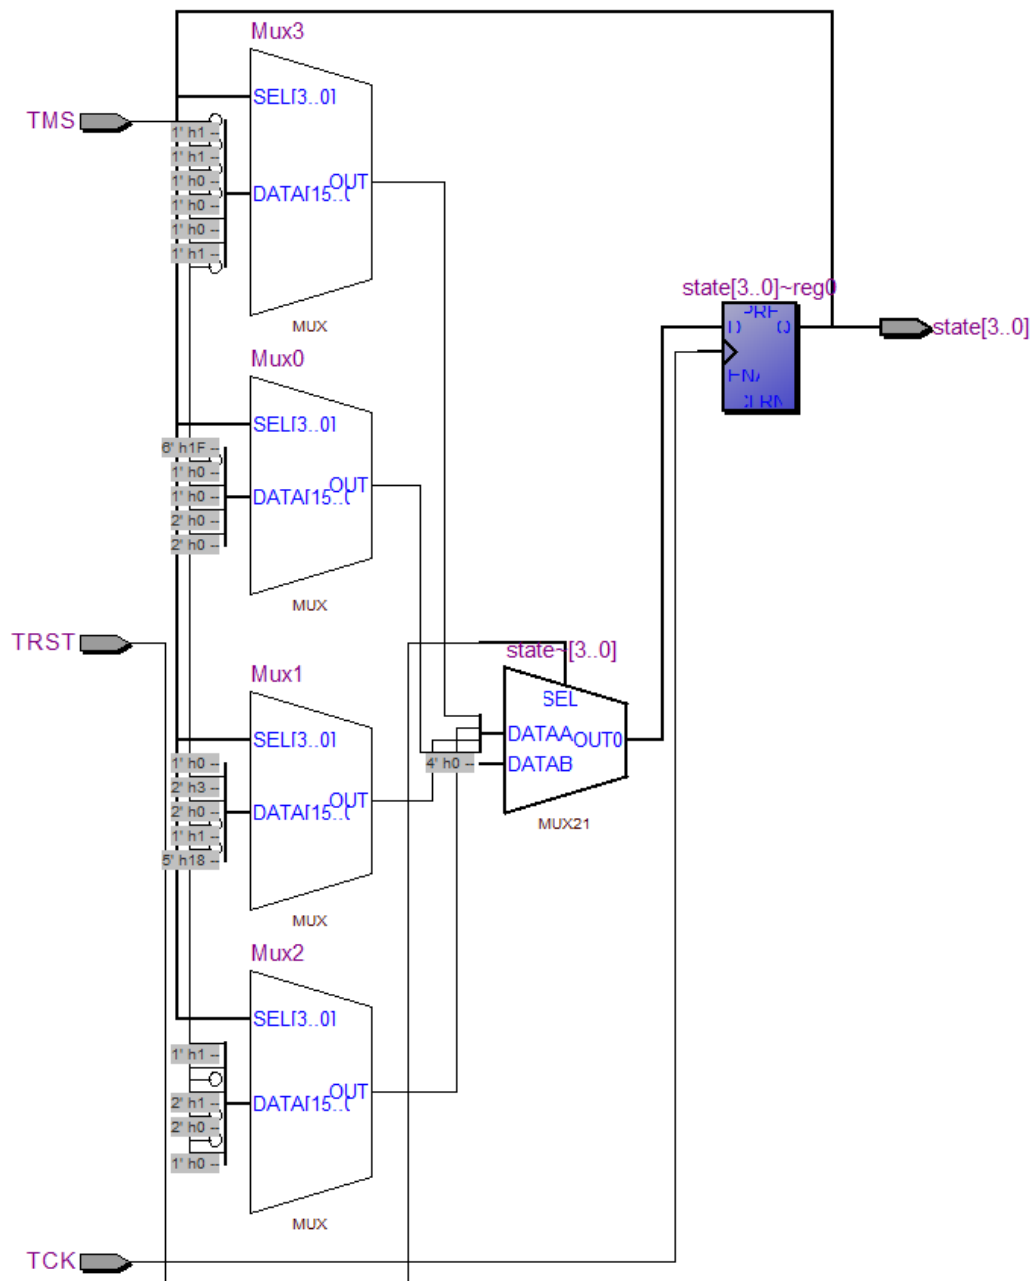 Mux3
SEL[3..0]
TMS
1' h1 --
1' h1 --
1' h0 --
1' h0 --
1' h0 --
1' h1 --
DATA[15..0
OUT
MUX
state[3..0]~reg0
PRE
D
Q
ENA
CLRN
state[3..0]
Mux0
SEL[3..0]
6' h1F --
1' h0 --
1' h0 --
2' h0 --
2' h0 --
DATA[15..0
OUT
MUX
TRST
state~[3..0]
SEL
DATAA
OUT0
4' h0 --
DATAB
MUX21
Mux1
SEL[3..0]
1' h0 --
2' h3 --
2' h0 --
1' h1 --
5' h18 --
DATA[15..0
OUT
MUX
Mux2
SEL[3..0]
1' h1 --
2' h1 --
2' h0 --
1' h0 --
DATA[15..0
OUT
MUX
TCK